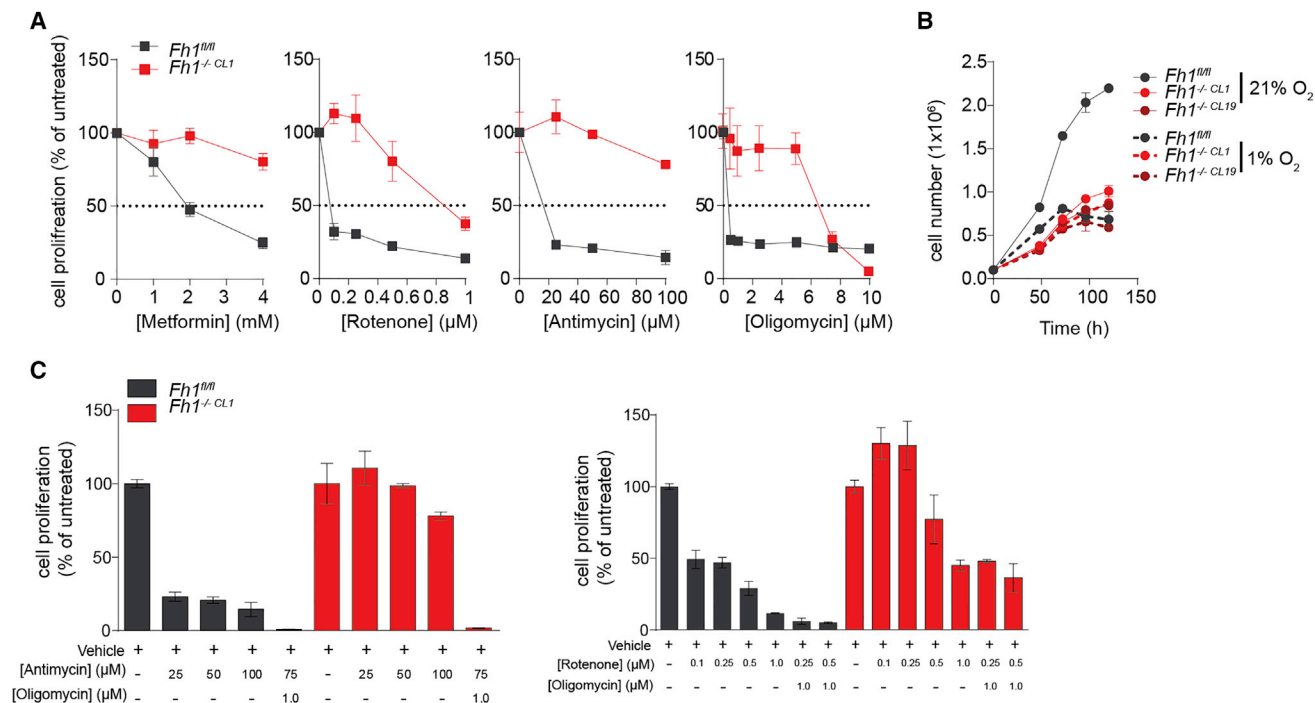 A
B
Fh1fl/fl
Fh1-/- CL1
cell prolifreation (% of untreated)
150 100 50 0
150 100 50 0
150 100 50 0
150 100 50 0
0 1 2 3 4
0 0.2 0.4 0.6 0.8 1
0 20 40 60 80 100
0 2 4 6 8 10
[Metformin] (mM)
[Rotenone] (µM)
[Antimycin] (µM)
[Oligomycin] (µM)
cell number (1x10⁶)
2.5
2.0
1.5
1.0
0.5
0.0
0 50 100 150
Time (h)
Fh1fl/fl
Fh1-/- CL1
Fh1-/- CL19
21% O₂
Fh1fl/fl
Fh1-/- CL1
Fh1-/- CL19
1% O₂
C
Fh1fl/fl
Fh1-/- CL1
cell proliferation
(% of untreated)
150
100
50
0
Vehicle + + + + + + + + + +
[Antimycin] (µM) - 25 50 100 75 - 25 50 100 75
[Oligomycin] (µM) - - - - 1.0 - - - - 1.0
cell proliferation
(% of untreated)
150
100
50
0
Vehicle + + + + + + + + + + + + + +
[Rotenone] (µM) - 0.1 0.25 0.5 1.0 0.25 0.5 - 0.1 0.25 0.5 1.0 0.25 0.5
[Oligomycin] (µM) - - - - - 1.0 1.0 - - - - - 1.0 1.0